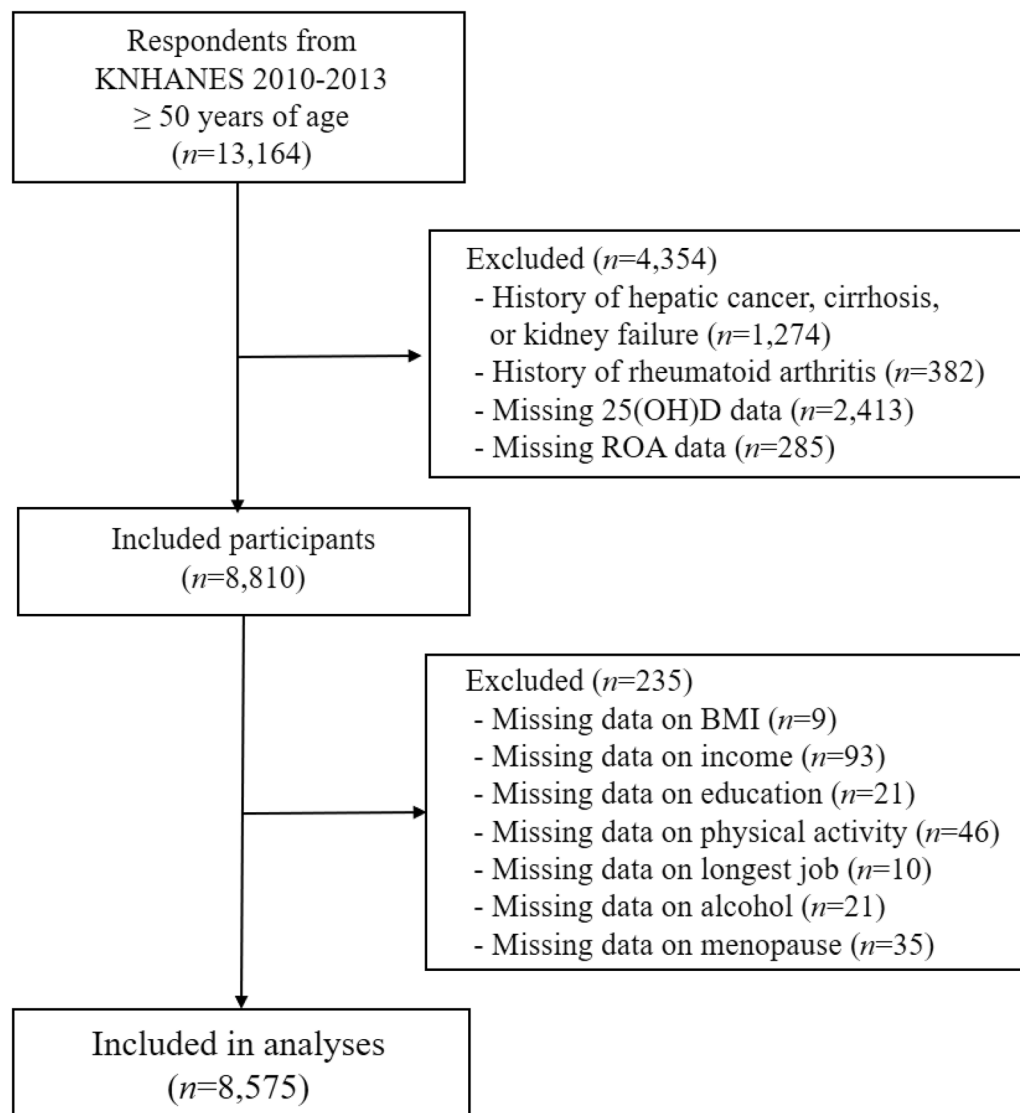 Respondents from
KNHANES 2010-2013
≥ 50 years of age
(n=13,164)
Excluded (n=4,354)
- History of hepatic cancer, cirrhosis,
or kidney failure (n=1,274)
- History of rheumatoid arthritis (n=382)
- Missing 25(OH)D data (n=2,413)
- Missing ROA data (n=285)
Included participants
(n=8,810)
Excluded (n=235)
- Missing data on BMI (n=9)
- Missing data on income (n=93)
- Missing data on education (n=21)
- Missing data on physical activity (n=46)
- Missing data on longest job (n=10)
- Missing data on alcohol (n=21)
- Missing data on menopause (n=35)
Included in analyses
(n=8,575)